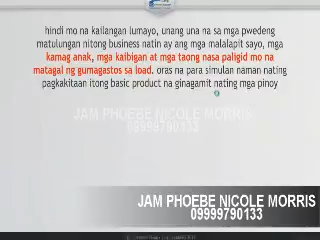 hindi mo na kailangan lumayo, unang una na sa mga pwedeng
matulungan nitong business natin ay ang mga malalapit sayo, mga
kamag anak, mga kaibigan at mga taong nasa paligid mo na
matagal ng gumagastos sa load. oras na para simulan naman nating
pagkakitaan itong basic product na ginagamit nating mga pinoy
JAM PHOEBE NICOLE MORRIS
09999790133
JAM PHOEBE NICOLE MORRIS
09999790133